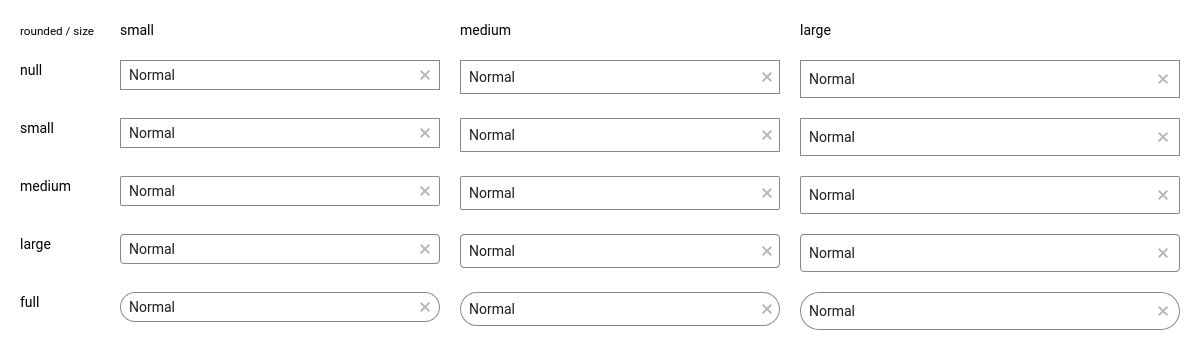 rounded / size small medium large
null Normal Normal Normal
small Normal Normal Normal
medium Normal Normal Normal
large Normal Normal Normal
full Normal Normal Normal